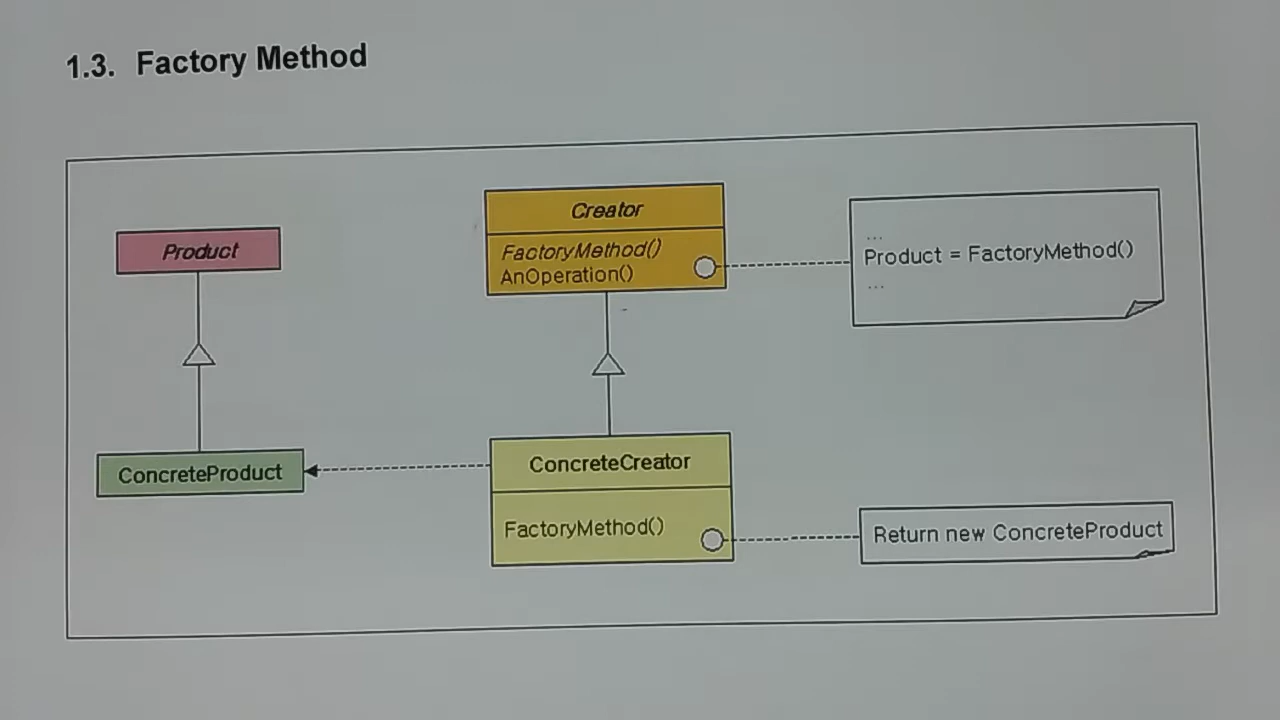 1.3. Factory Method
Product
Creator
FactoryMethod()
AnOperation()
...
Product = FactoryMethod()
...
ConcreteProduct
ConcreteCreator
FactoryMethod()
Return new ConcreteProduct